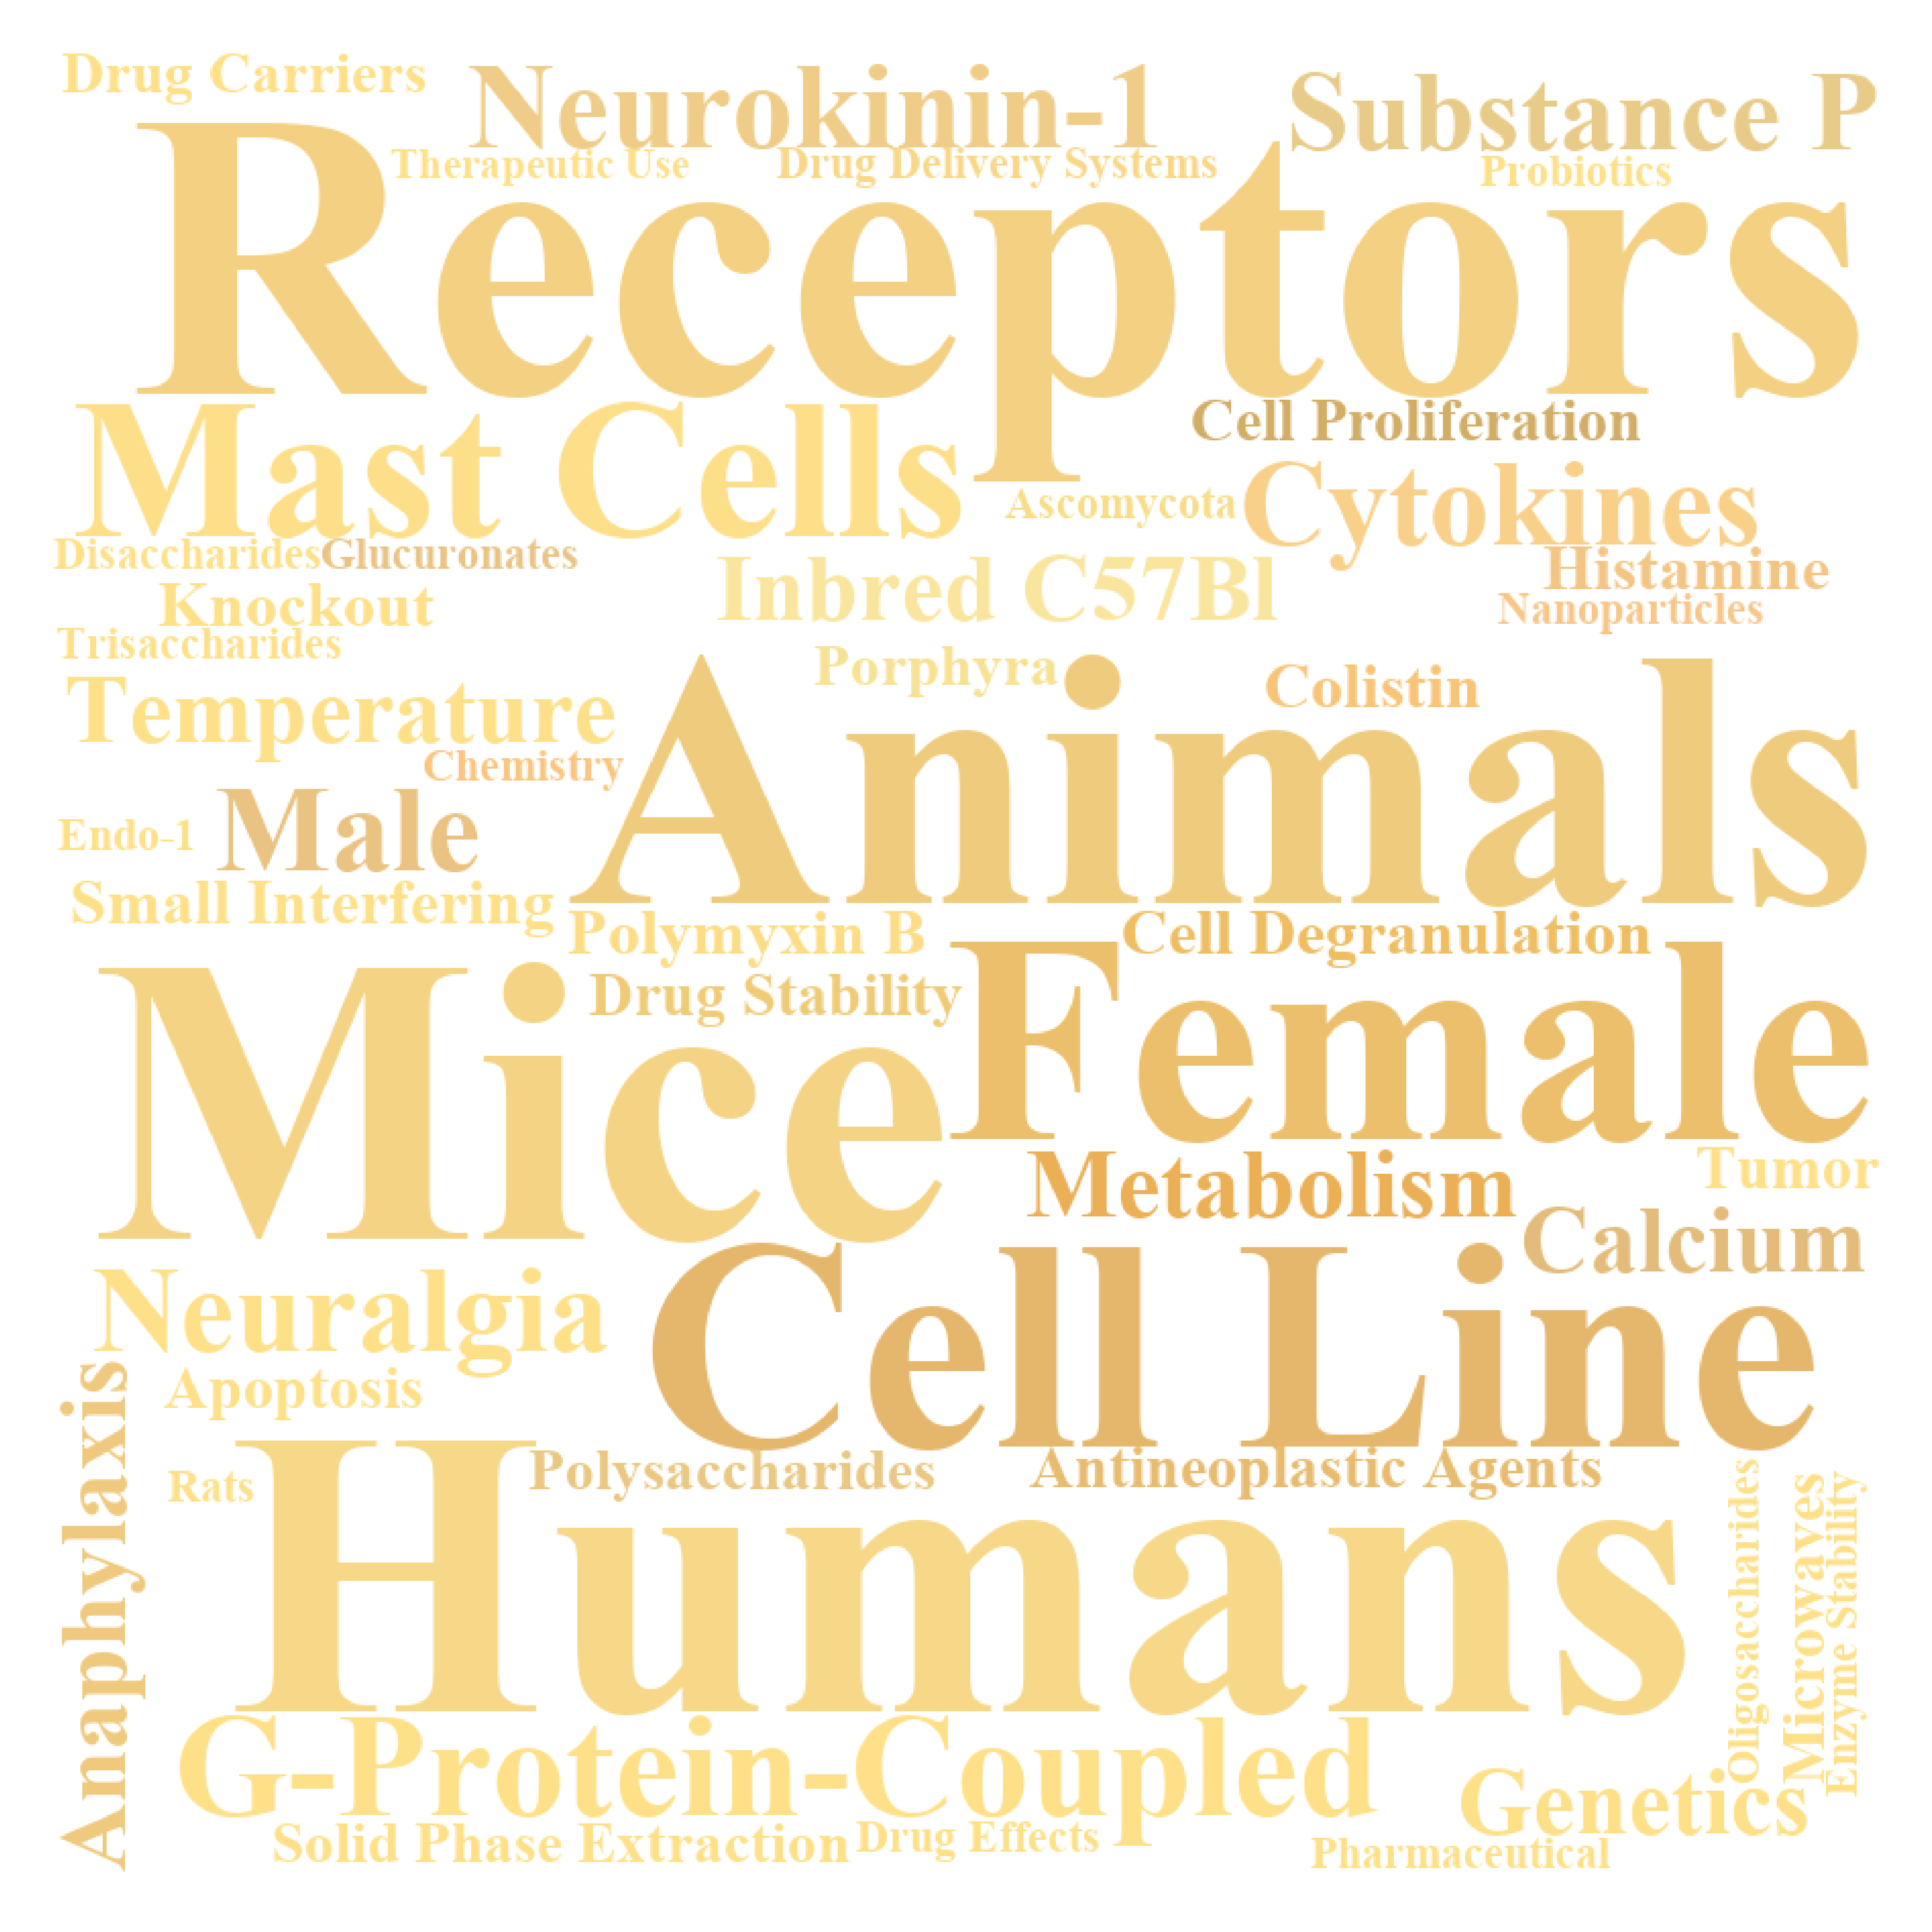 Drug Carriers
Neurokinin-1
Substance P
Therapeutic Use
Drug Delivery Systems
Probiotics
Receptors
Mast Cells
Cell Proliferation
Ascomycota
Cytokines
Disaccharides
Glucuronates
Inbred C57Bl
Histamine
Knockout
Nanoparticles
Trisaccharides
Porphyra
Colistin
Temperature
Animals
Chemistry
Endo-1
Male
Small Interfering
Polymyxin B
Cell Degranulation
Mice
Drug Stability
Female
Metabolism
Tumor
Calcium
Neuralgia
Cell Line
Apoptosis
Anaphylaxis
Rats
Polysaccharides
Antineoplastic Agents
Humans
Oligosaccharides
Microwaves
Enzyme Stability
G-Protein-Coupled
Genetics
Solid Phase Extraction
Drug Effects
Pharmaceutical